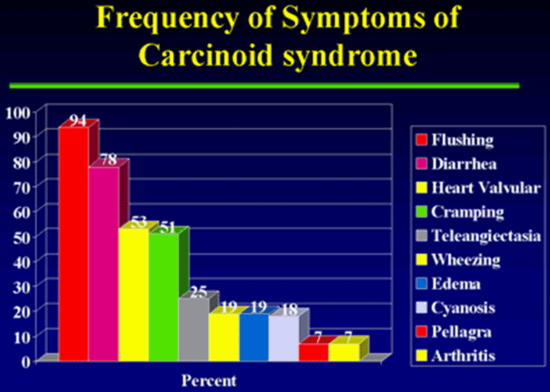 Frequency of Symptoms of
Carcinoid syndrome
100
90
80
70
60
50
40
30
20
10
0
94
78
53
51
25
19
19
18
7
7
Percent
Flushing
Diarrhea
Heart Valvular
Cramping
Teleangiectasia
Wheezing
Edema
Cyanosis
Pellagra
Arthritis